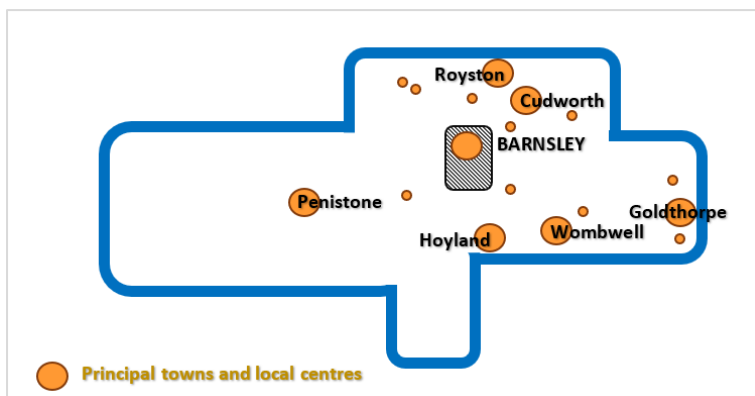 Royston
Cudworth
BARNSLEY
Penistone
Goldthorpe
Wombwell
Hoyland
Principal towns and local centres